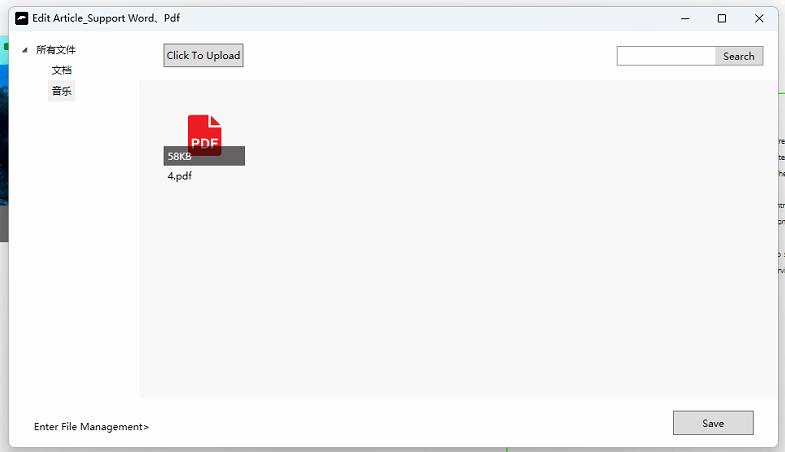 Edit Article_Support Word、Pdf
所有文件
文档
音乐
Click To Upload
Search
PDF
58KB
4.pdf
Enter File Management>
Save